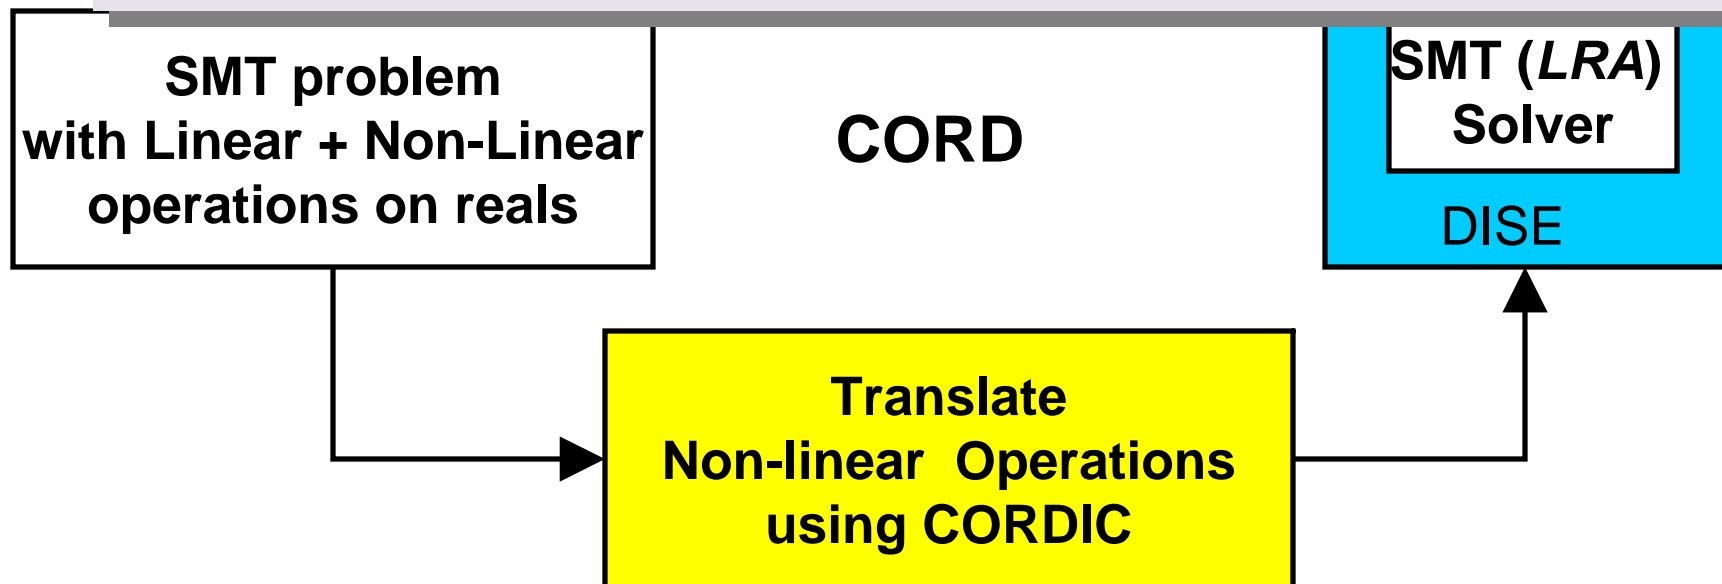 SMT problem
with Linear + Non-Linear
operations on reals
CORD
SMT (LRA)
Solver
DISE
Translate
Non-linear Operations
using CORDIC